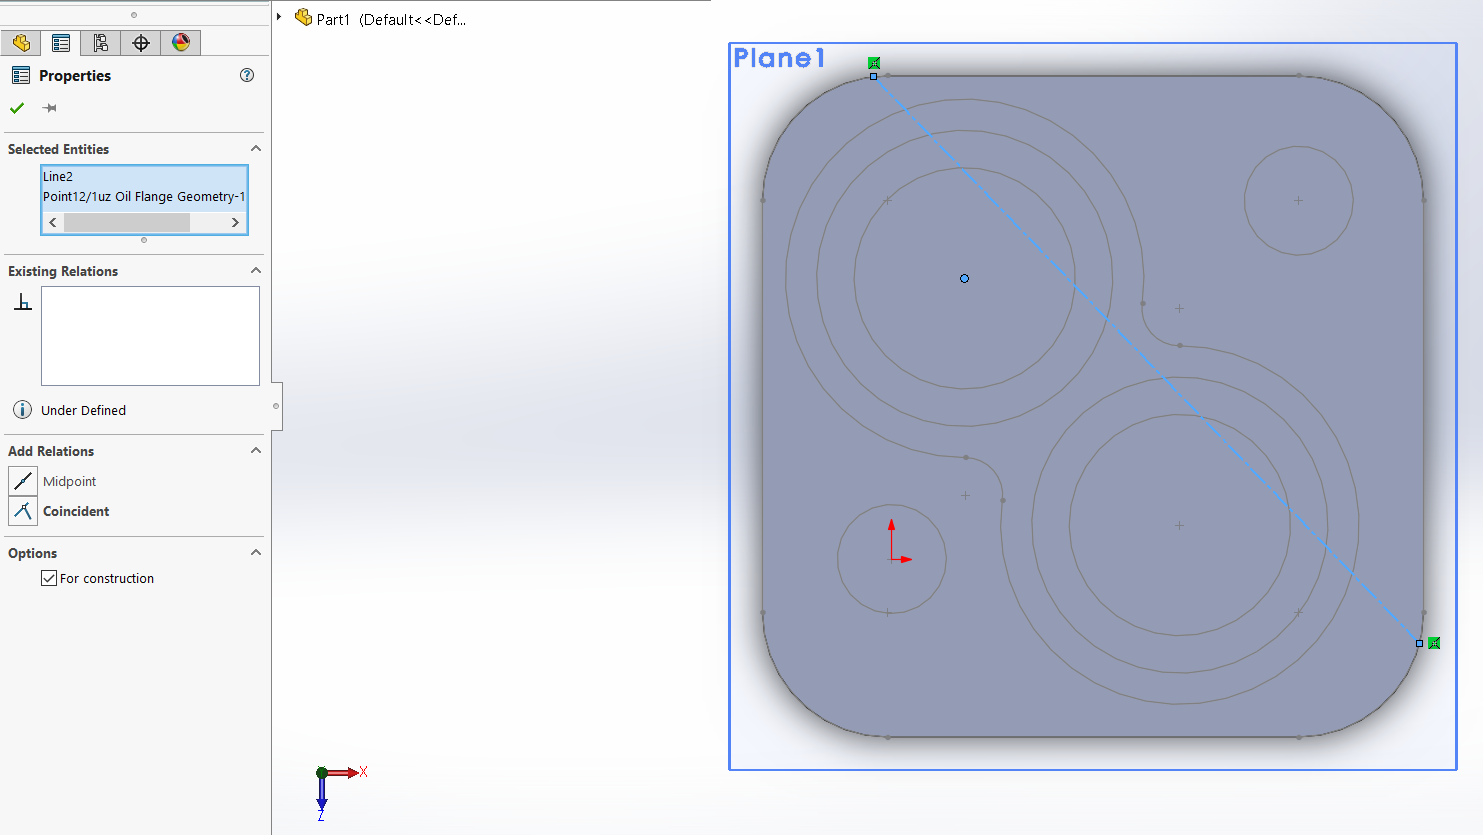 Part1 (Default<<Def...
Properties
?
Selected Entities
Line2
Point12/1uz Oil Flange Geometry-1
Existing Relations
Under Defined
Add Relations
Midpoint
Coincident
Options
For construction
Plane1
X
Z